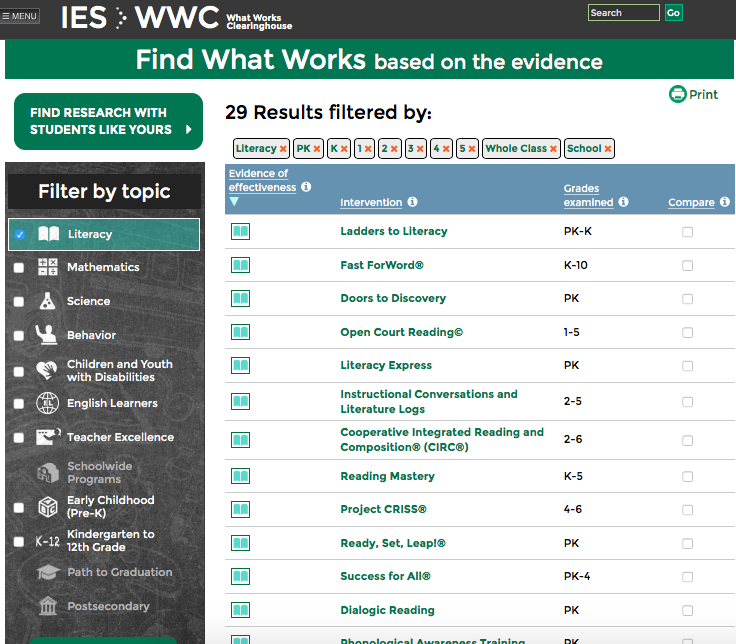 ☰ MENU
IES WWC What Works
Clearinghouse
Search
Go
Find What Works based on the evidence
FIND RESEARCH WITH
STUDENTS LIKE YOURS
Print
29 Results filtered by:
Literacy × PK × K × 1 × 2 × 3 × 4 × 5 × Whole Class × School ×
Filter by topic
Literacy
Mathematics
Science
Behavior
Children and Youth
with Disabilities
EL English Learners
Teacher Excellence
Schoolwide
Programs
Early Childhood
(Pre-K)
K-12 Kindergarten to
12th Grade
Path to Graduation
Postsecondary
Evidence of
effectiveness i
Intervention i
Grades
examined i
Compare i
Ladders to Literacy PK-K
Fast ForWord® K-10
Doors to Discovery PK
Open Court Reading© 1-5
Literacy Express PK
Instructional Conversations and
Literature Logs 2-5
Cooperative Integrated Reading and
Composition® (CIRC®) 2-6
Reading Mastery K-5
Project CRISS® 4-6
Ready, Set, Leap!® PK
Success for All® PK-4
Dialogic Reading PK
Phonological Awareness Training PK